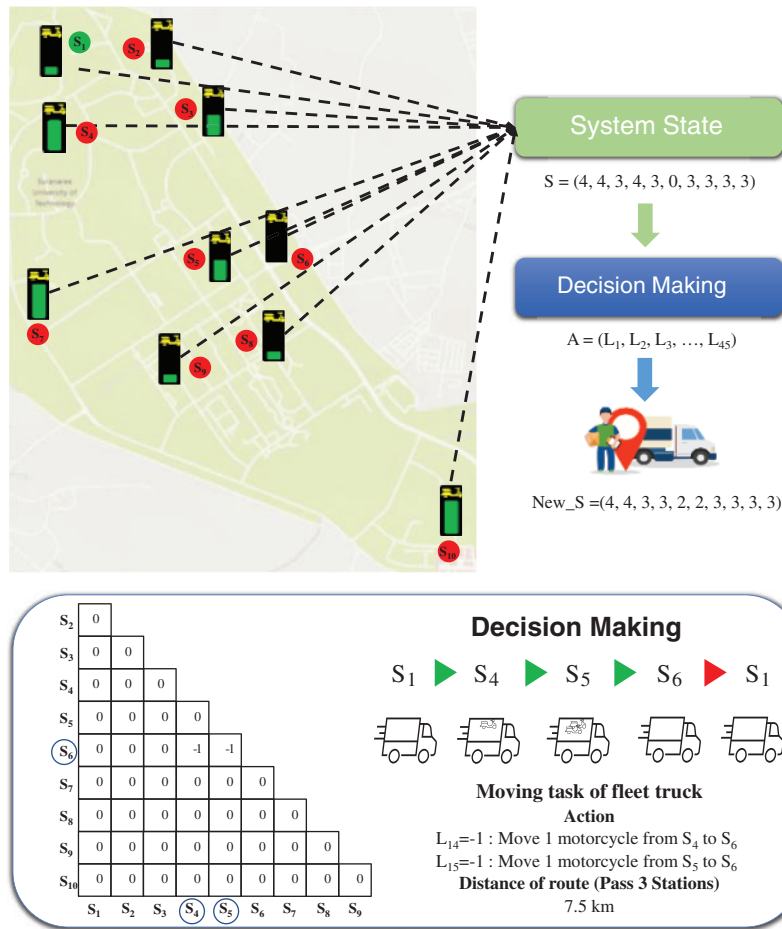 S1
S2
S3
S4
Suranaree
University of
Technology
S5
S6
S7
S8
S9
S10
System State
S = (4, 4, 3, 4, 3, 0, 3, 3, 3, 3)
Decision Making
A = (L1, L2, L3, …, L45)
New_S =(4, 4, 3, 3, 2, 2, 3, 3, 3, 3)
S2 0
S3 0 0
S4 0 0 0
S5 0 0 0 0
S6 0 0 0 -1 -1
S7 0 0 0 0 0 0
S8 0 0 0 0 0 0 0
S9 0 0 0 0 0 0 0 0
S10 0 0 0 0 0 0 0 0 0
S1 S2 S3 S4 S5 S6 S7 S8 S9
Decision Making
S1 S4 S5 S6 S1
Moving task of fleet truck
Action
L14=-1 : Move 1 motorcycle from S4 to S6
L15=-1 : Move 1 motorcycle from S5 to S6
Distance of route (Pass 3 Stations)
7.5 km